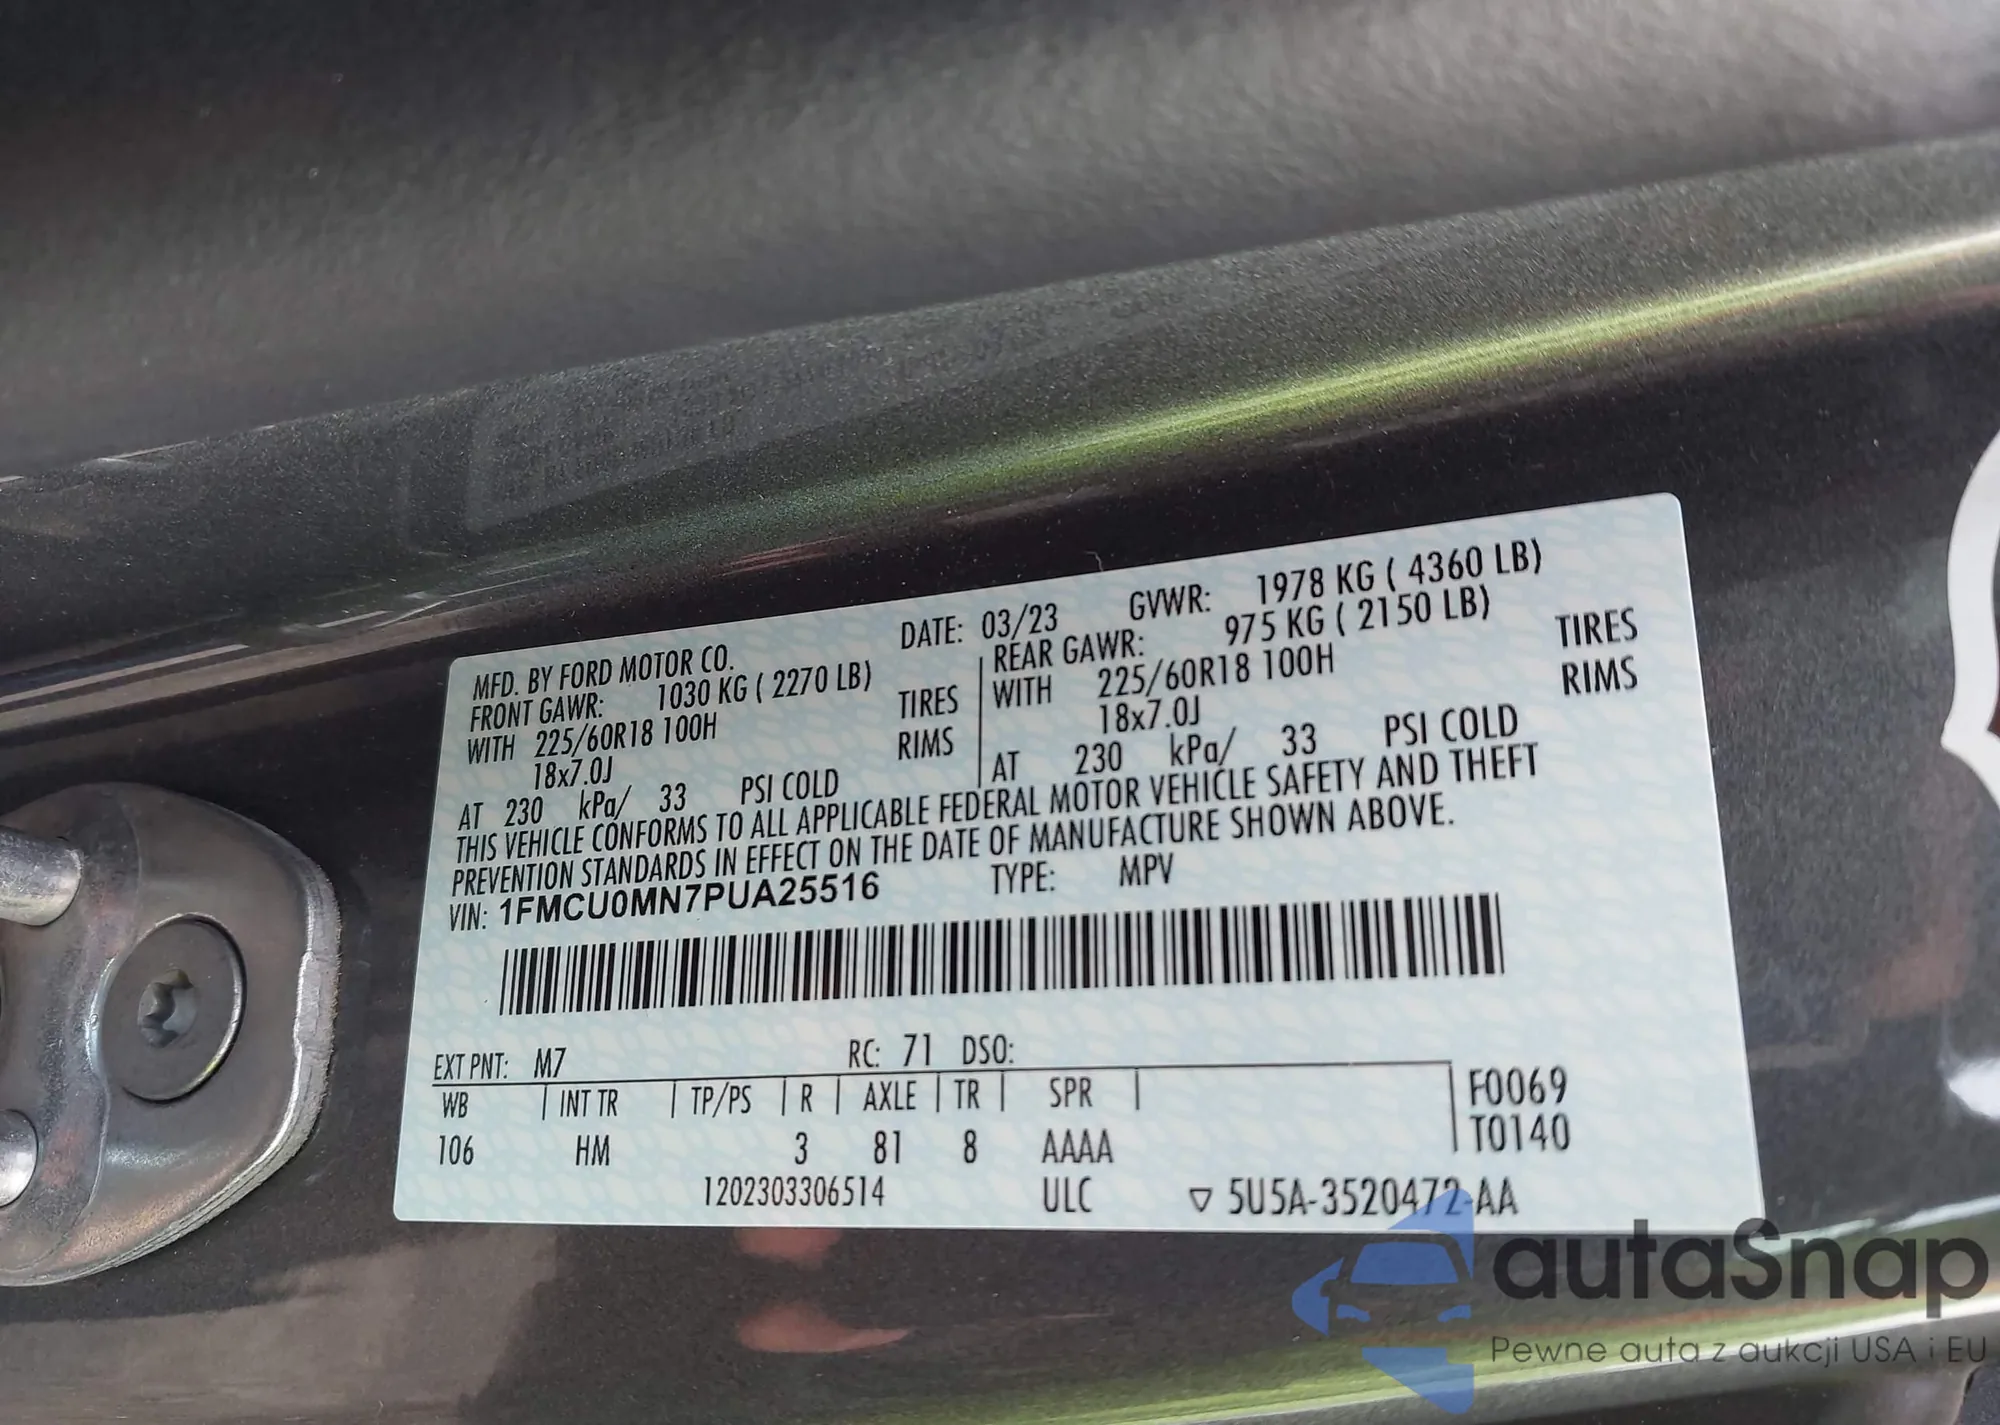 MFD. BY FORD MOTOR CO. DATE: 03/23 GVWR: 1978 KG ( 4360 LB)
FRONT GAWR: 1030 KG ( 2270 LB) REAR GAWR: 975 KG ( 2150 LB)
WITH 225/60R18 100H TIRES WITH 225/60R18 100H TIRES
18x7.0J RIMS 18x7.0J RIMS
AT 230 kPa/ 33 PSI COLD AT 230 kPa/ 33 PSI COLD
THIS VEHICLE CONFORMS TO ALL APPLICABLE FEDERAL MOTOR VEHICLE SAFETY AND THEFT
PREVENTION STANDARDS IN EFFECT ON THE DATE OF MANUFACTURE SHOWN ABOVE.
VIN: 1FMCU0MN7PUA25516 TYPE: MPV
EXT PNT: M7 RC: 71 DSO:
WB INT TR TP/PS R AXLE TR SPR F0069
106 HM 3 81 8 AAAA T0140
1202303306514 ULC ▽ 5U5A-3520472-AA
autaSnap
Pewne auta z aukcji USA i EU